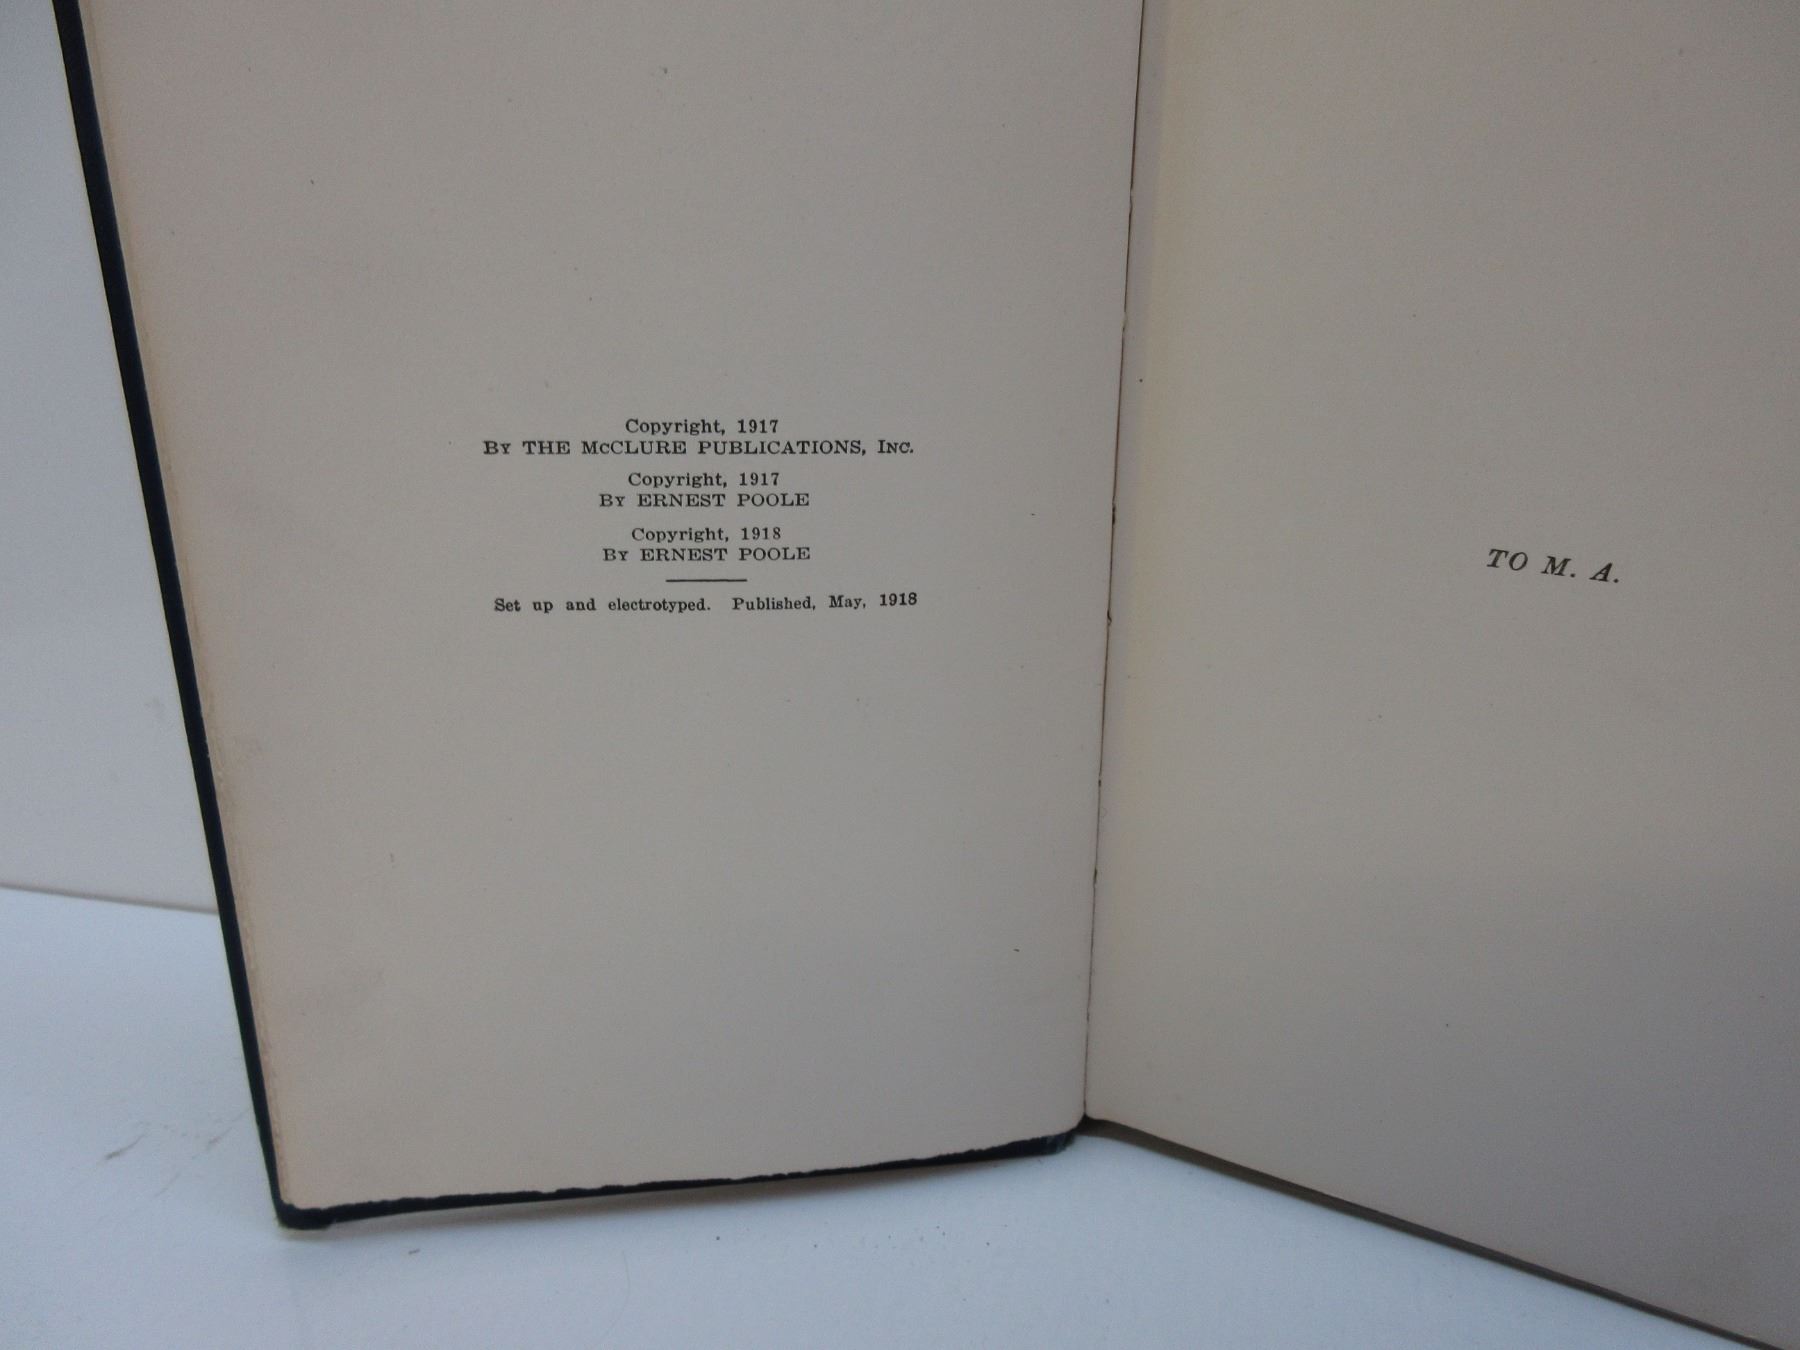 Copyright, 1917
By THE McCLURE PUBLICATIONS, Inc.
Copyright, 1917
By ERNEST POOLE
Copyright, 1918
By ERNEST POOLE
Set up and electrotyped. Published, May, 1918
TO M. A.